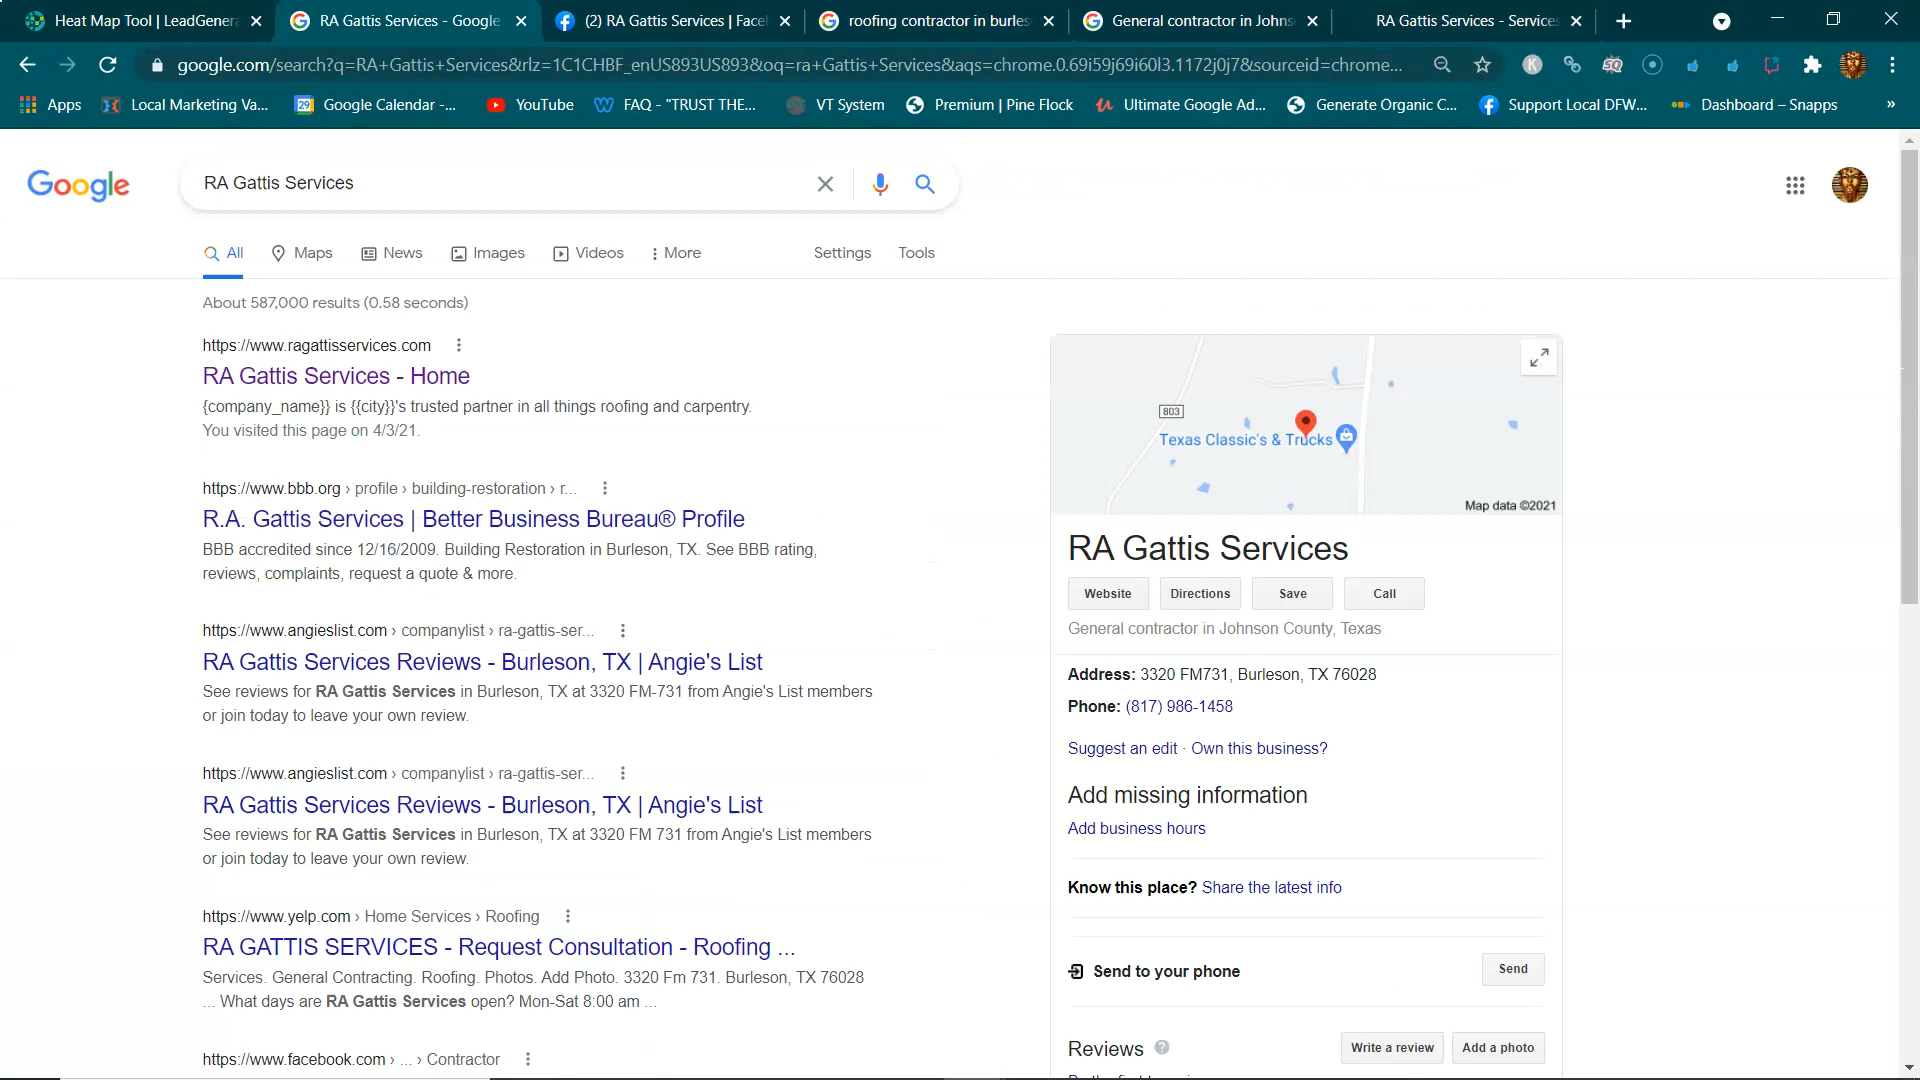 Heat Map Tool | LeadGenera
RA Gattis Services - Google
(2) RA Gattis Services | Face
roofing contractor in burles
General contractor in Johns
RA Gattis Services - Services
google.com/search?q=RA+Gattis+Services&rlz=1C1CHBF_enUS893US893&oq=ra+Gattis+Services&aqs=chrome.0.69i59j69i60l3.1172j0j7&sourceid=chrome...
Apps
Local Marketing Va...
29
Google Calendar -...
YouTube
FAQ - "TRUST THE...
VT System
Premium | Pine Flock
Ultimate Google Ad...
Generate Organic C...
Support Local DFW...
Dashboard – Snapps
»
Google
RA Gattis Services
All
Maps
News
Images
Videos
More
Settings
Tools
About 587,000 results (0.58 seconds)
https://www.ragattisservices.com
RA Gattis Services - Home
{company_name}} is {{city}}'s trusted partner in all things roofing and carpentry.
You visited this page on 4/3/21.
https://www.bbb.org › profile › building-restoration › r...
R.A. Gattis Services | Better Business Bureau® Profile
BBB accredited since 12/16/2009. Building Restoration in Burleson, TX. See BBB rating,
reviews, complaints, request a quote & more.
https://www.angieslist.com › companylist › ra-gattis-ser...
RA Gattis Services Reviews - Burleson, TX | Angie's List
See reviews for RA Gattis Services in Burleson, TX at 3320 FM-731 from Angie's List members
or join today to leave your own review.
https://www.angieslist.com › companylist › ra-gattis-ser...
RA Gattis Services Reviews - Burleson, TX | Angie's List
See reviews for RA Gattis Services in Burleson, TX at 3320 FM 731 from Angie's List members
or join today to leave your own review.
https://www.yelp.com › Home Services › Roofing
RA GATTIS SERVICES - Request Consultation - Roofing ...
Services. General Contracting. Roofing. Photos. Add Photo. 3320 Fm 731. Burleson, TX 76028
... What days are RA Gattis Services open? Mon-Sat 8:00 am ...
https://www.facebook.com › ... › Contractor
803
Texas Classic's & Trucks
Map data ©2021
RA Gattis Services
Website
Directions
Save
Call
General contractor in Johnson County, Texas
Address: 3320 FM731, Burleson, TX 76028
Phone: (817) 986-1458
Suggest an edit · Own this business?
Add missing information
Add business hours
Know this place? Share the latest info
Send to your phone
Send
Reviews
Write a review
Add a photo